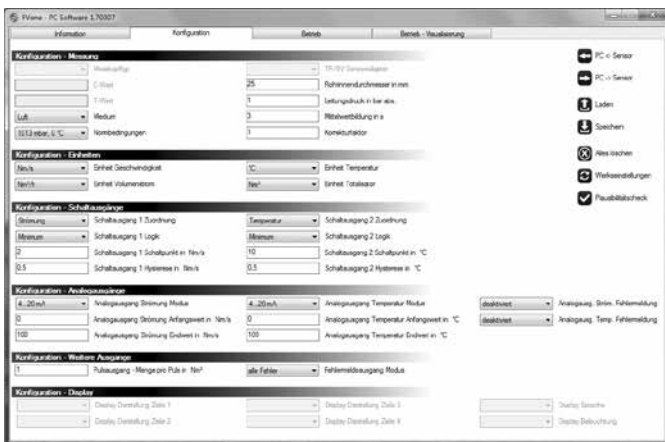 FVone - PC Software 1.70307
Information Konfiguration Betrieb Betrieb - Visualisierung
Konfiguration - Messung
TP/SV Sensoradapter
C-Wert 25 Rohrinnendurchmesser in mm
T-Wert 1 Leitungsdruck in bar abs.
Luft Medium 3 Mittelwertbildung in s
1013 mbar, 0 °C Normbedingungen 1 Korrekturfaktor
Konfiguration - Einheiten
Nm/s Einheit Geschwindigkeit °C Einheit Temperatur
Nm³/h Einheit Volumenstrom Nm³ Einheit Totalisator
Konfiguration - Schaltausgänge
Strömung Schaltausgang 1 Zuordnung Temperatur Schaltausgang 2 Zuordnung
Minimum Schaltausgang 1 Logik Minimum Schaltausgang 2 Logik
2 Schaltausgang 1 Schaltpunkt in Nm/s 10 Schaltausgang 2 Schaltpunkt in °C
0.5 Schaltausgang 1 Hysterese in Nm/s 0.5 Schaltausgang 2 Hysterese in °C
Konfiguration - Analogausgänge
4...20 mA Analogausgang Strömung Modus 4...20 mA Analogausgang Temperatur Modus deaktiviert Analogausg. Ström. Fehlermeldung
0 Analogausgang Strömung Anfangswert in Nm/s 0 Analogausgang Temperatur Anfangswert in °C deaktiviert Analogausg. Temp. Fehlermeldung
100 Analogausgang Strömung Endwert in Nm/s 100 Analogausgang Temperatur Endwert in °C
Konfiguration - Weitere Ausgänge
1 Pulsausgang - Menge pro Puls in Nm³ alle Fehler Fehlermeldeausgang Modus
Konfiguration - Display
Display Darstellung Zeile 1 Display Darstellung Zeile 3 Display Sprache
Display Darstellung Zeile 2 Display Darstellung Zeile 4 Display Beleuchtung
PC <- Sensor
PC -> Sensor
Laden
Speichern
Alles löschen
Werkseinstellungen
Plausibilitätscheck